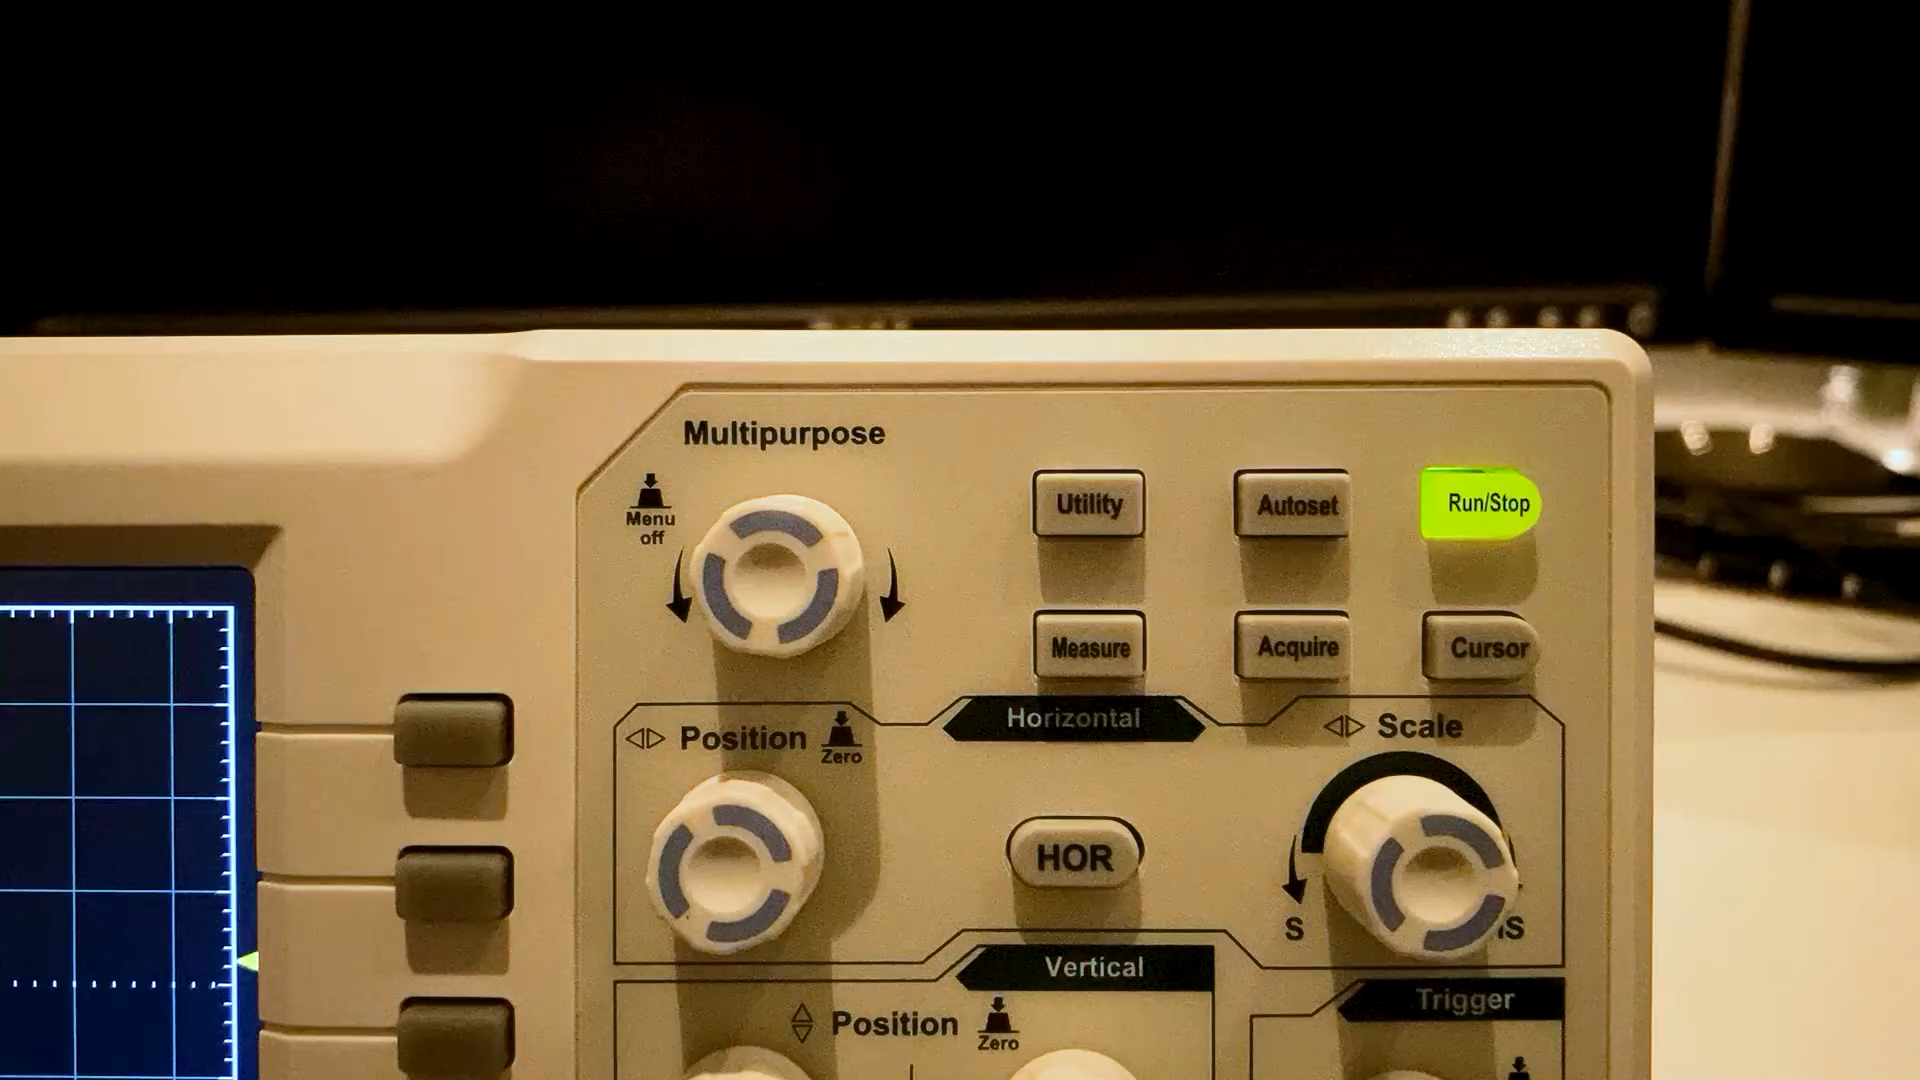 Multipurpose
Menu
off
Utility
Autoset
Run/Stop
Measure
Acquire
Cursor
Horizontal
Position
Zero
Scale
HOR
S
Vertical
Position
Zero
Trigger